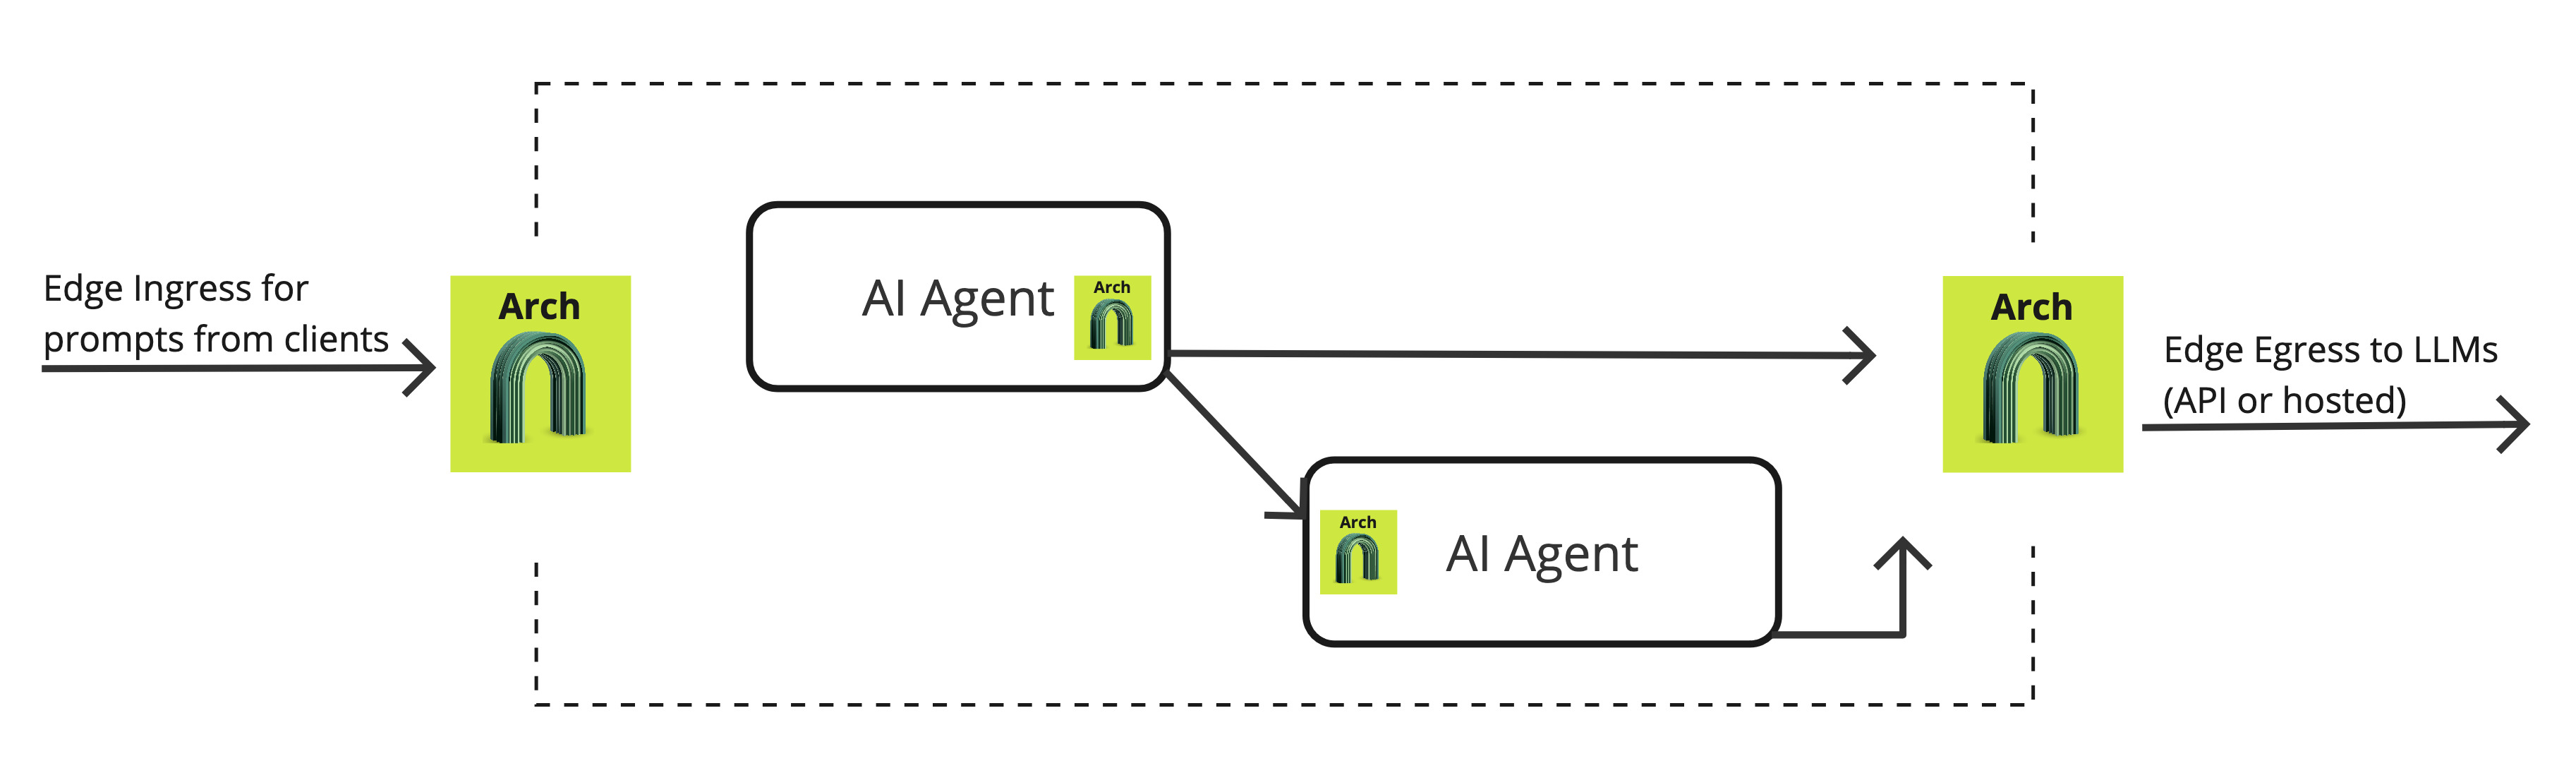 Edge Ingress for
prompts from clients
Arch
AI Agent
Arch
Arch
AI Agent
Arch
Edge Egress to LLMs
(API or hosted)